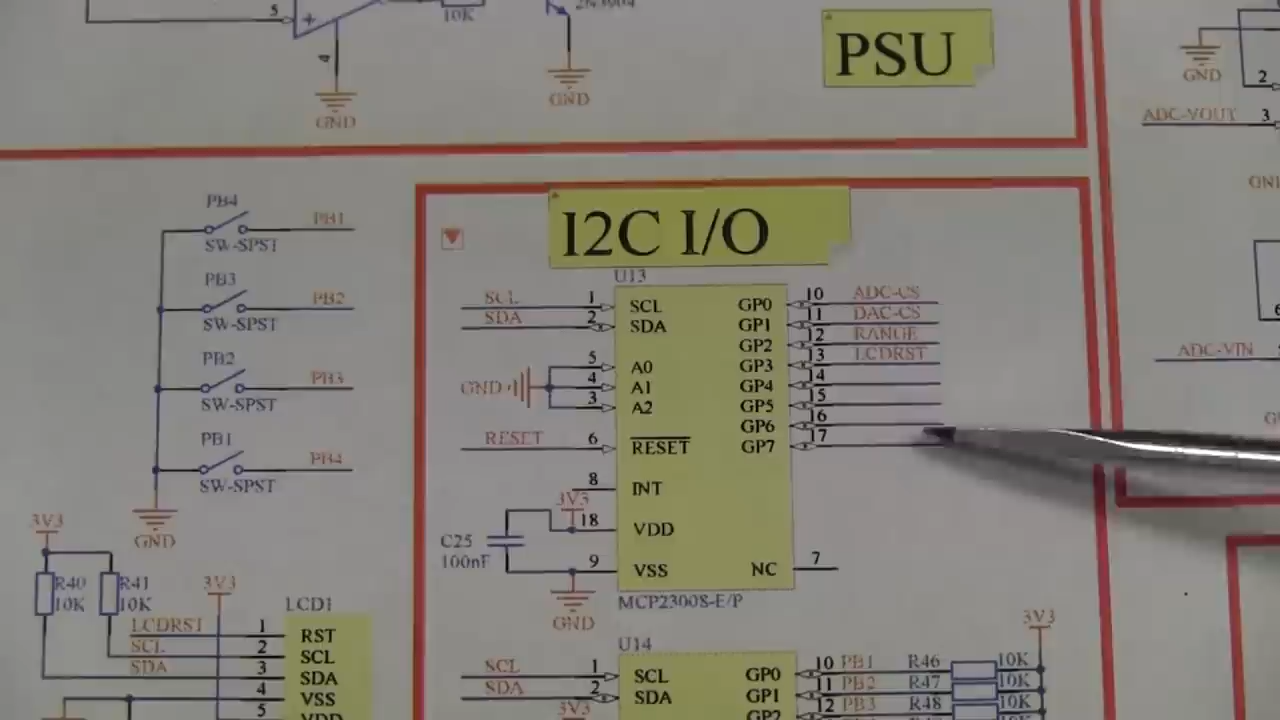 5
+
10K
2N3904
4
GND
GND
PSU
GND
2
ADC-VOUT 3
PB4
PB1
SW-SPST
PB3
PB2
SW-SPST
PB2
PB3
SW-SPST
PB1
PB4
SW-SPST
GND
I2C I/O
U13
SCL 1 SCL GP0 10 ADC-CS
SDA 2 SDA GP1 11 DAC-CS
GP2 12 RANGE
5 A0 GP3 13 LCDRST
GND 4 A1 GP4 14
3 A2 GP5 15
GP6 16
RESET 6 RESET GP7 17
8 INT
3V3
18 VDD
C25
100nF
9 VSS NC 7
MCP23008-E/P
GND
ADC-VIN
3V3
R40 R41
10K 10K
3V3
LCD1
LCDRST 1 RST
SCL 2 SCL
SDA 3 SDA
4 VSS
5 VDD
U14
3V3
SCL 1 SCL GP0 10 PB1 R46 10K
SDA 2 SDA GP1 11 PB2 R47 10K
3V3
GP2 12 PB3 R48 10K